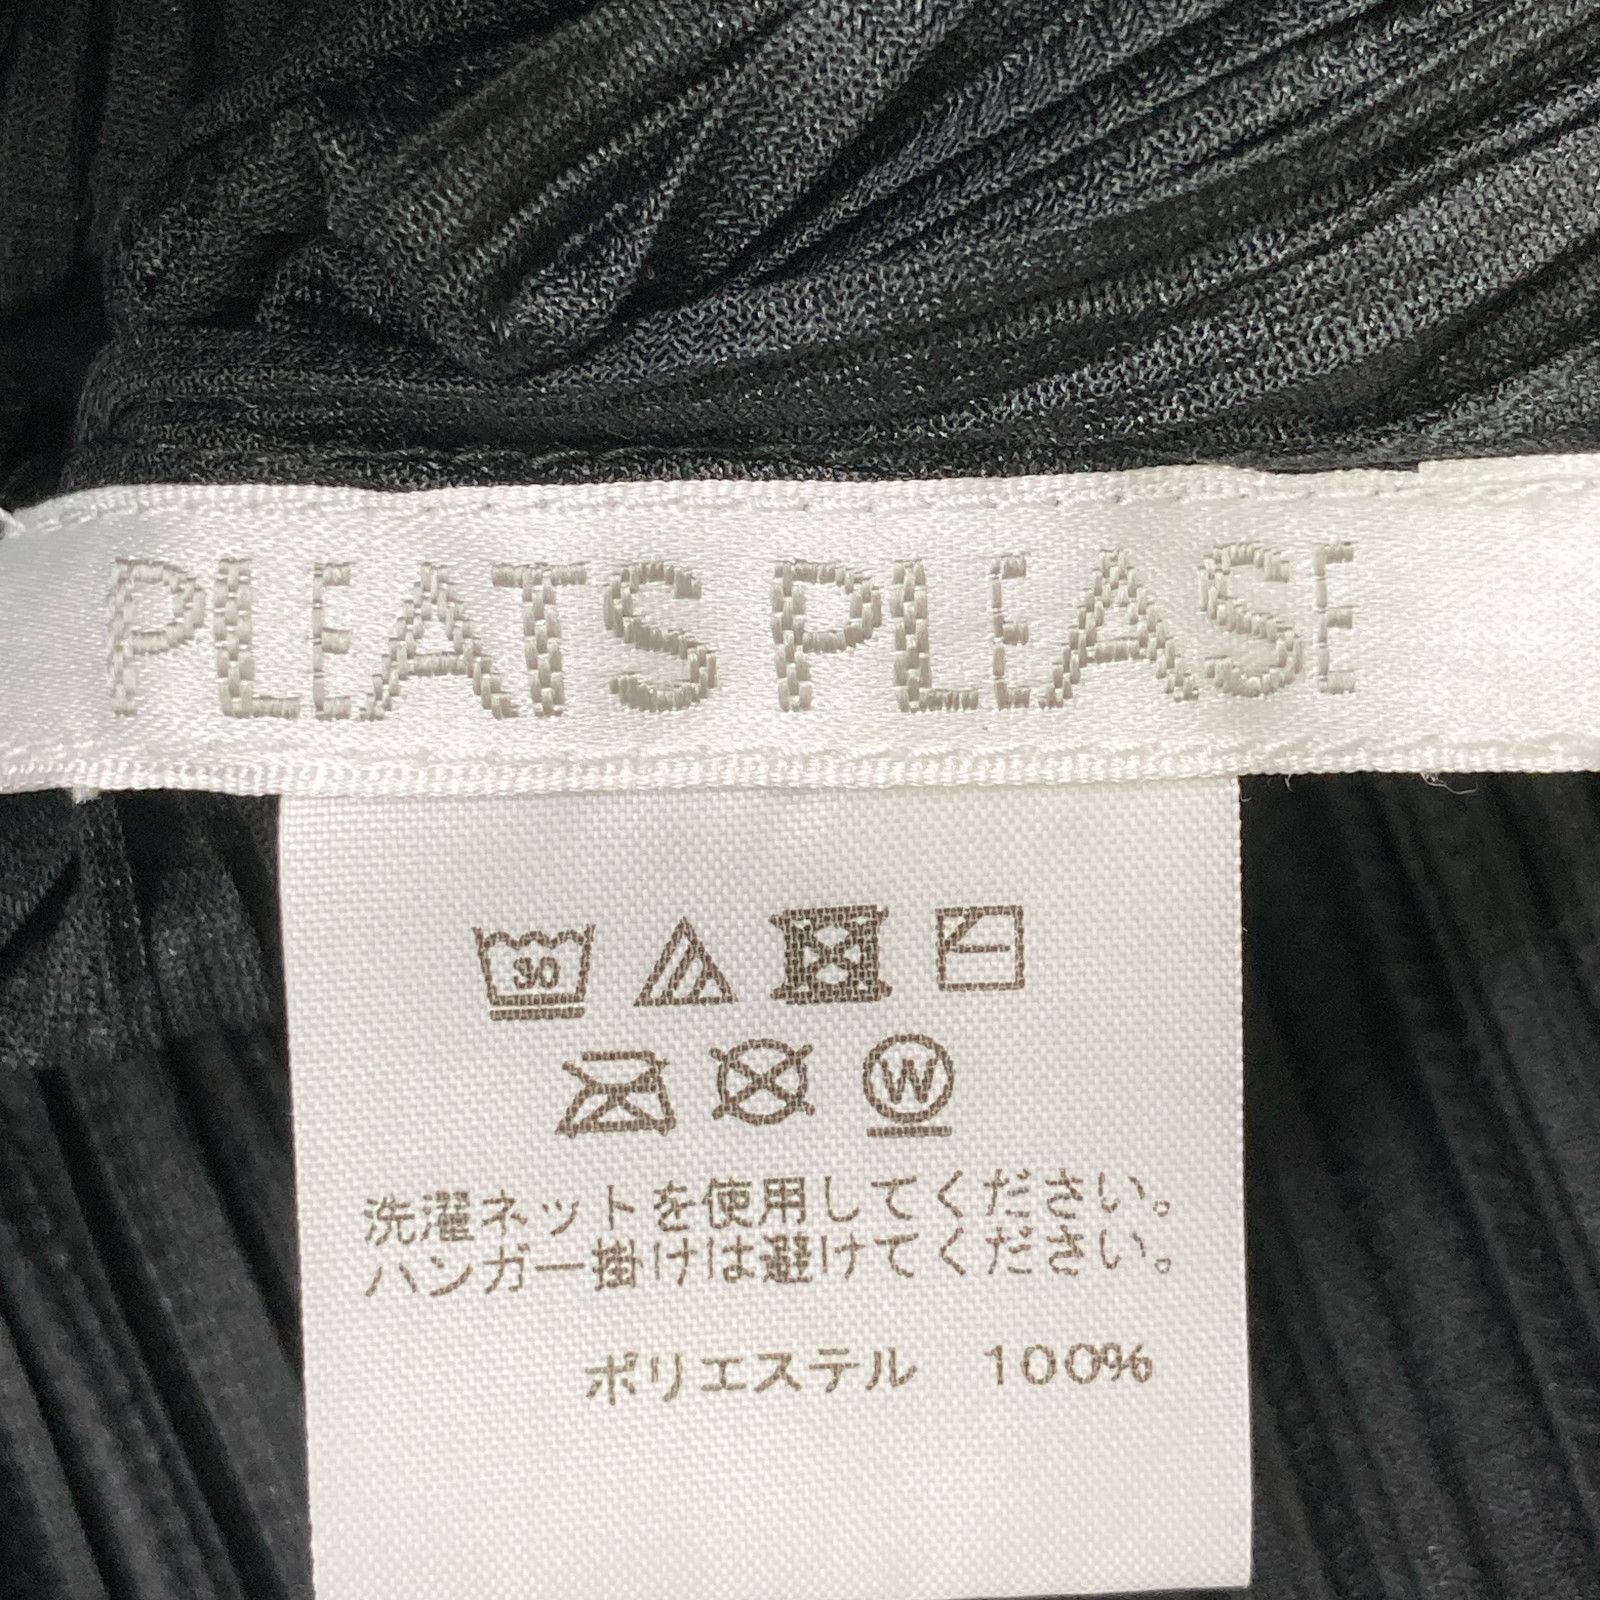 PLEATS PLEASE
30
W
洗濯ネットを使用してください。
ハンガー掛けは避けてください。
ポリエステル 100%